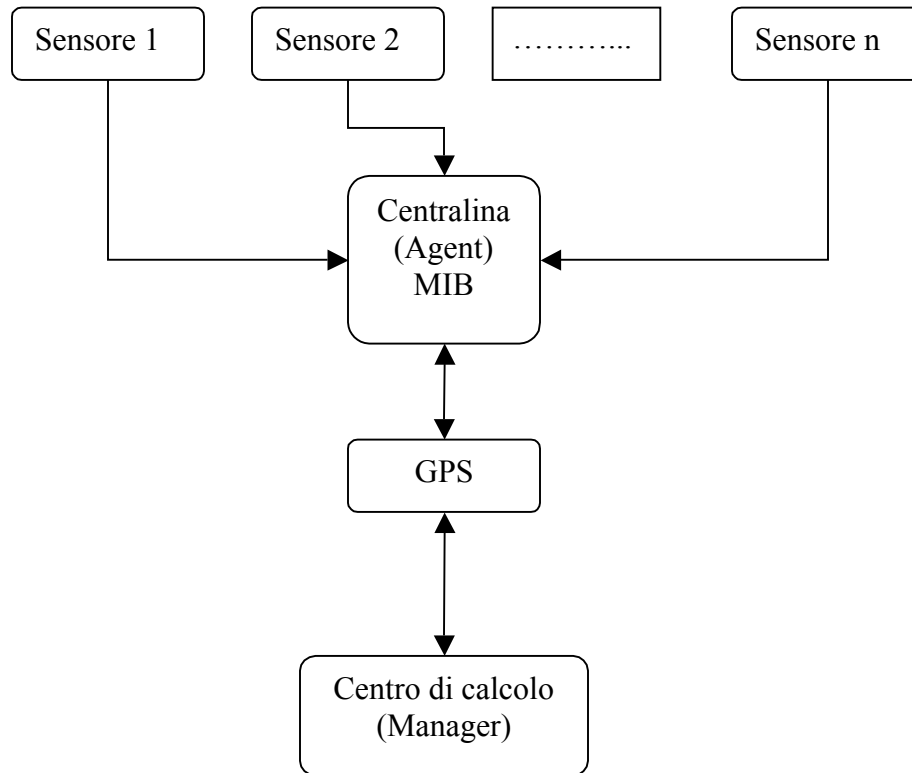 Sensore 1
Sensore 2
………...
Sensore n
Centralina
(Agent)
MIB
GPS
Centro di calcolo
(Manager)